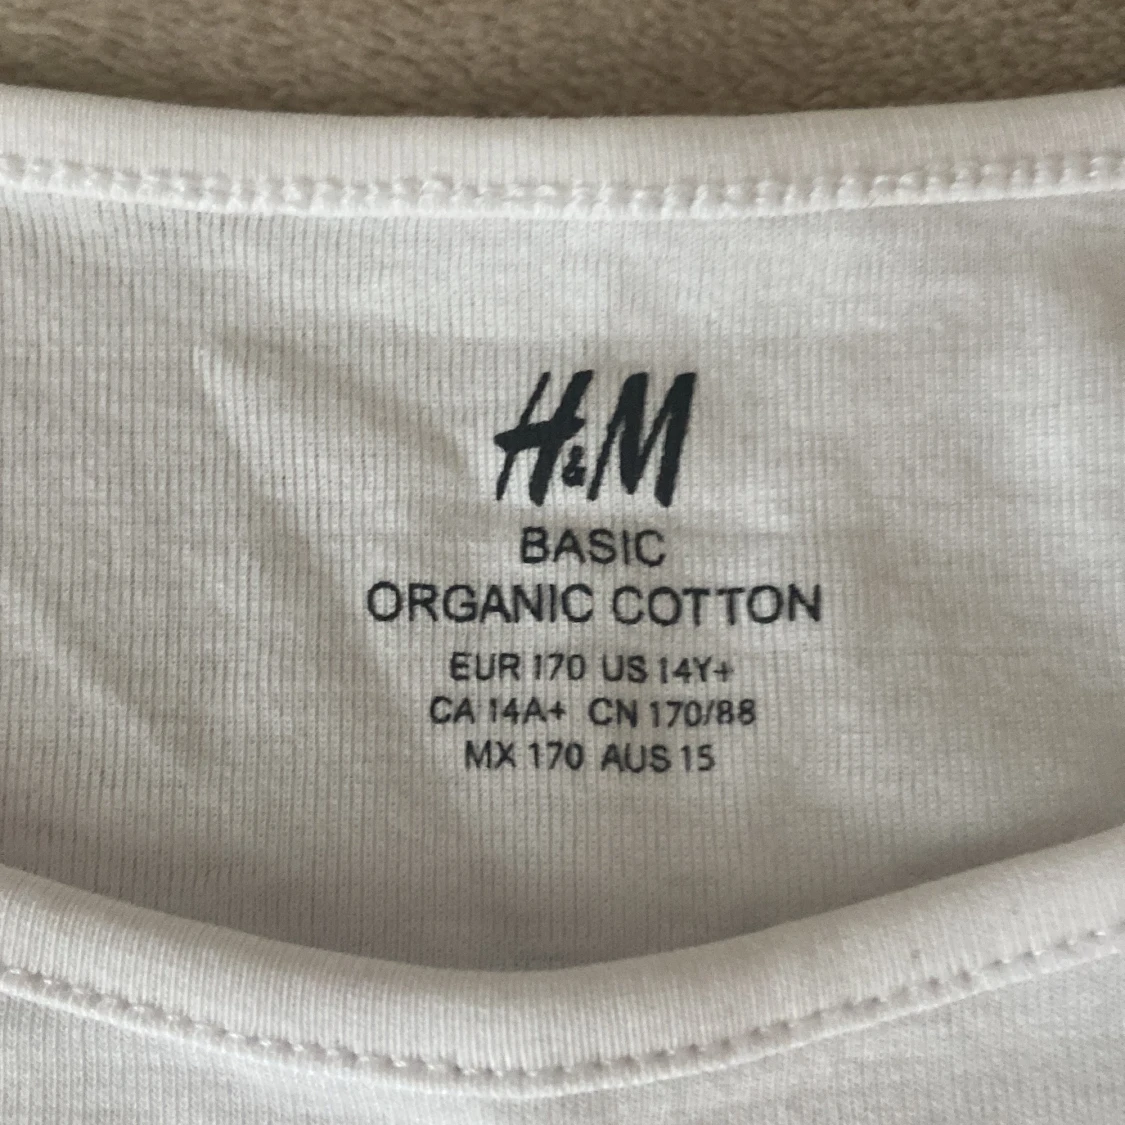 H&M
BASIC
ORGANIC COTTON
EUR 170 US 14Y+
CA 14A+ CN 170/88
MX 170 AUS 15